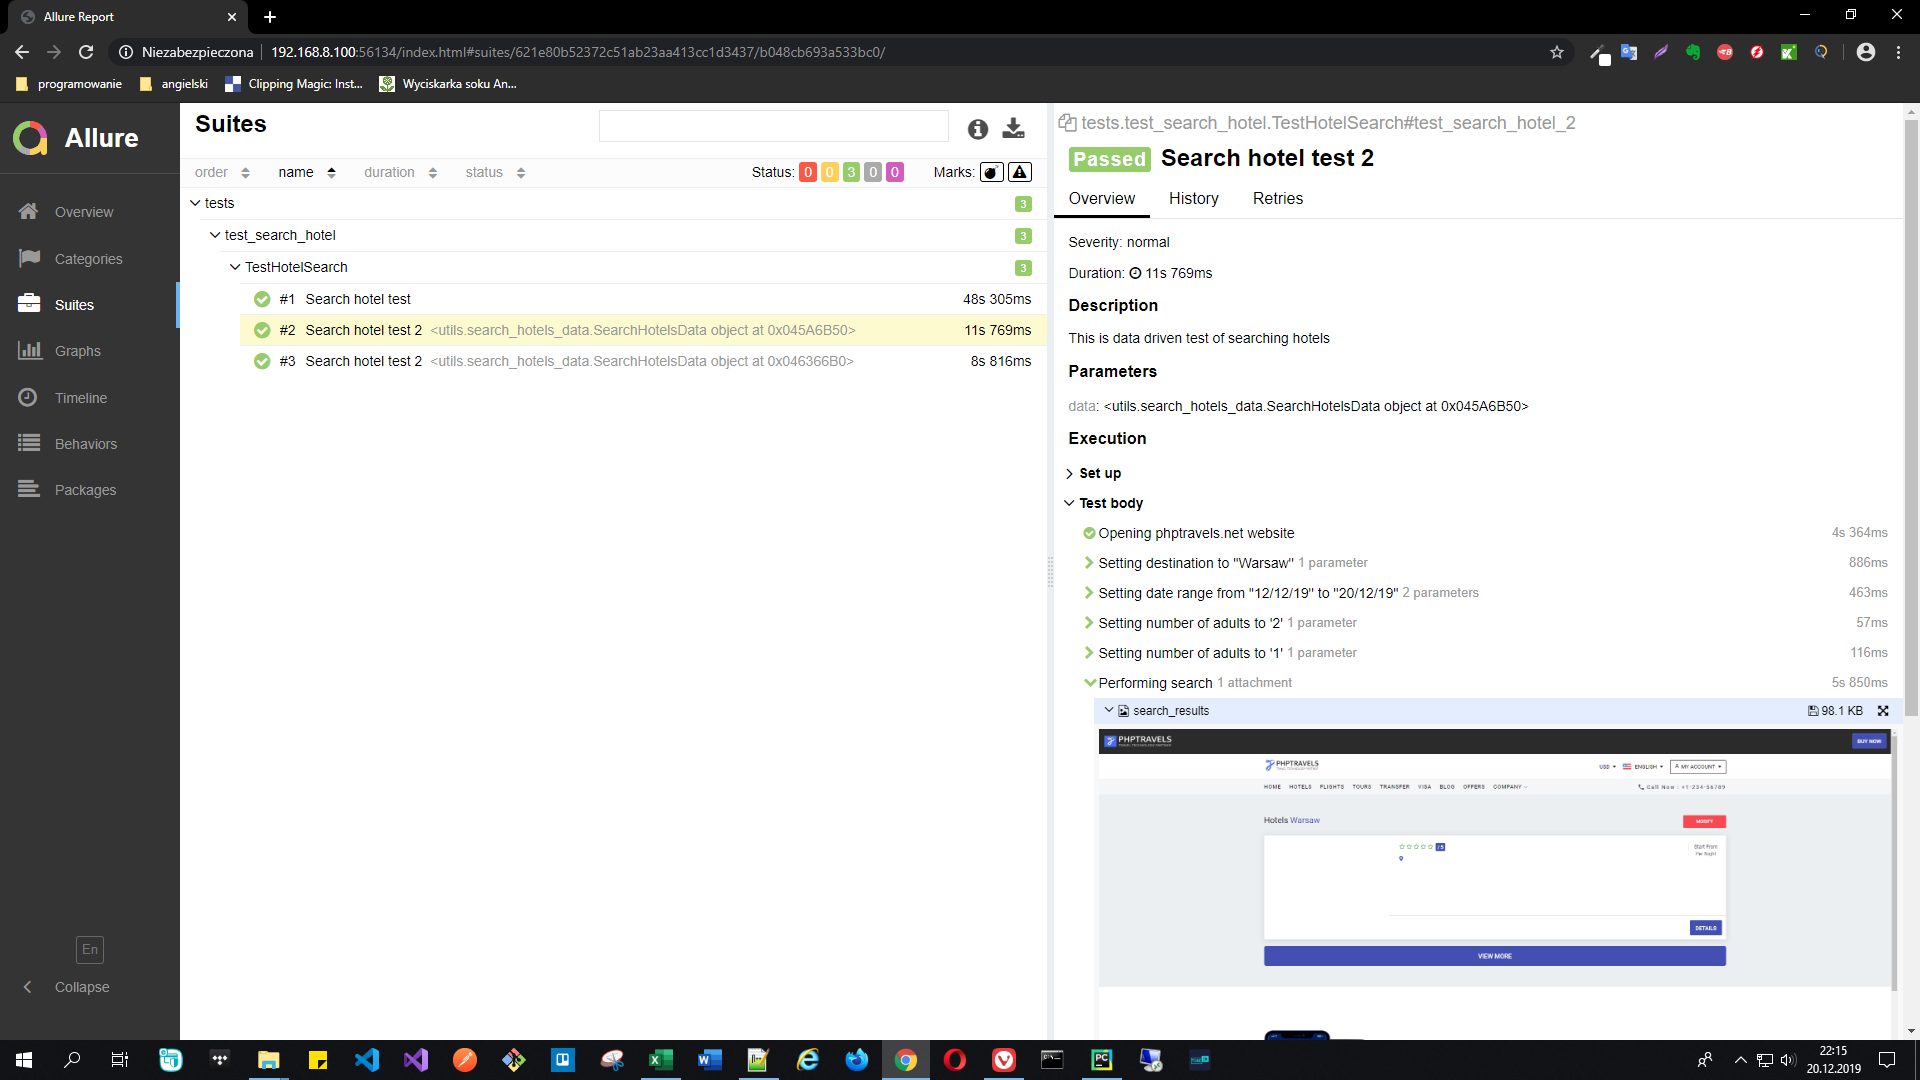 Allure Report
Niezabezpieczona
192.168.8.100:56134/index.html#suites/621e80b52372c51ab23aa413cc1d3437/b048cb693a533bc0/
programowanie
angielski
Clipping Magic: Inst...
Wyciskarka soku An...
Allure
Overview
Categories
Suites
Graphs
Timeline
Behaviors
Packages
En
Collapse
Suites
order name duration status Status: 0 0 3 0 0 Marks:
tests 3
test_search_hotel 3
TestHotelSearch 3
#1 Search hotel test 48s 305ms
#2 Search hotel test 2 <utils.search_hotels_data.SearchHotelsData object at 0x045A6B50> 11s 769ms
#3 Search hotel test 2 <utils.search_hotels_data.SearchHotelsData object at 0x046366B0> 8s 816ms
tests.test_search_hotel.TestHotelSearch#test_search_hotel_2
Passed Search hotel test 2
Overview History Retries
Severity: normal
Duration: 11s 769ms
Description
This is data driven test of searching hotels
Parameters
data: <utils.search_hotels_data.SearchHotelsData object at 0x045A6B50>
Execution
Set up
Test body
Opening phptravels.net website 4s 364ms
Setting destination to "Warsaw" 1 parameter 886ms
Setting date range from "12/12/19" to "20/12/19" 2 parameters 463ms
Setting number of adults to '2' 1 parameter 57ms
Setting number of adults to '1' 1 parameter 116ms
Performing search 1 attachment 5s 850ms
search_results 98.1 KB
PHPTRAVELS BUY NOW
PHPTRAVELS USD ENGLISH MY ACCOUNT
HOME HOTELS FLIGHTS TOURS TRANSFER VISA BLOG OFFERS COMPANY Call Now : +1-234-56789
Hotels Warsaw MODIFY
/ 5 Start From
Per Night
DETAILS
VIEW MORE
22:15
20.12.2019